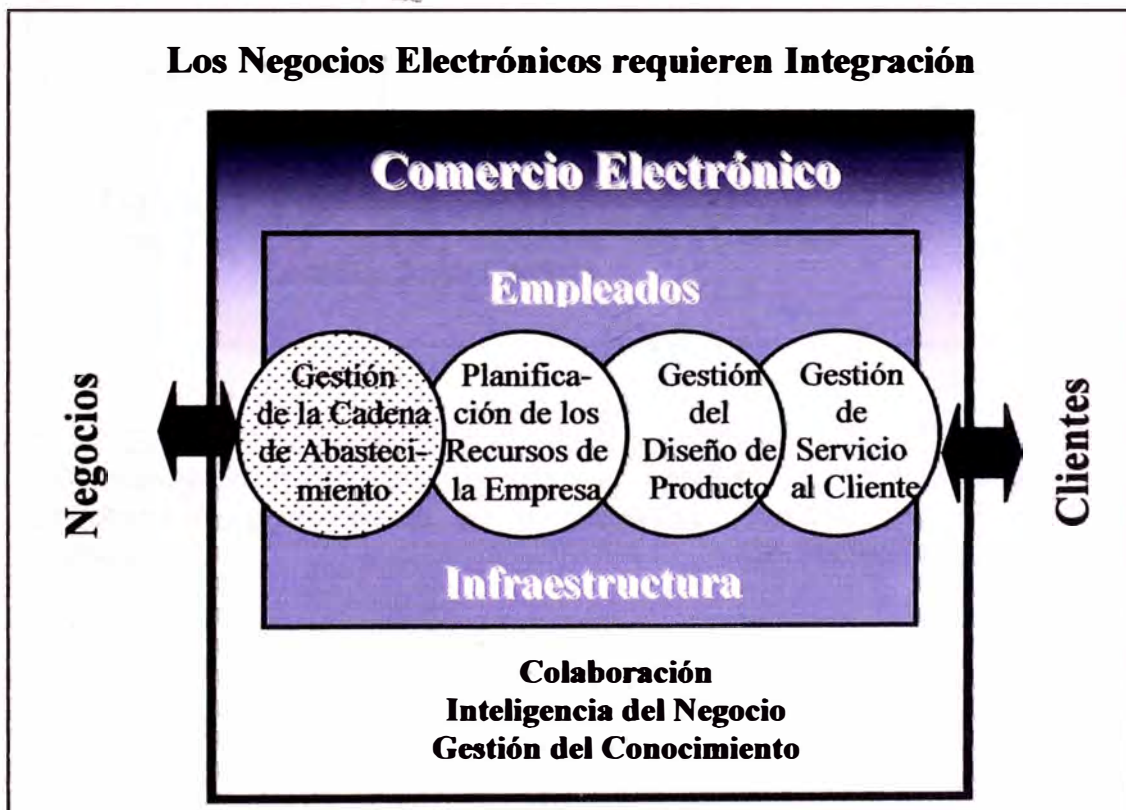 Los Negocios Electrónicos requieren Integración
Comercio Electrónico
Empleados
Negocios
Gestión
de la Cadena
de Abasteci-
miento
Planifica-
ción de los
Recursos de
la Empresa
Gestión
del
Diseño de
Producto
Gestión
de
Servicio
al Cliente
Clientes
Infraestructura
Colaboración
Inteligencia del Negocio
Gestión del Conocimiento